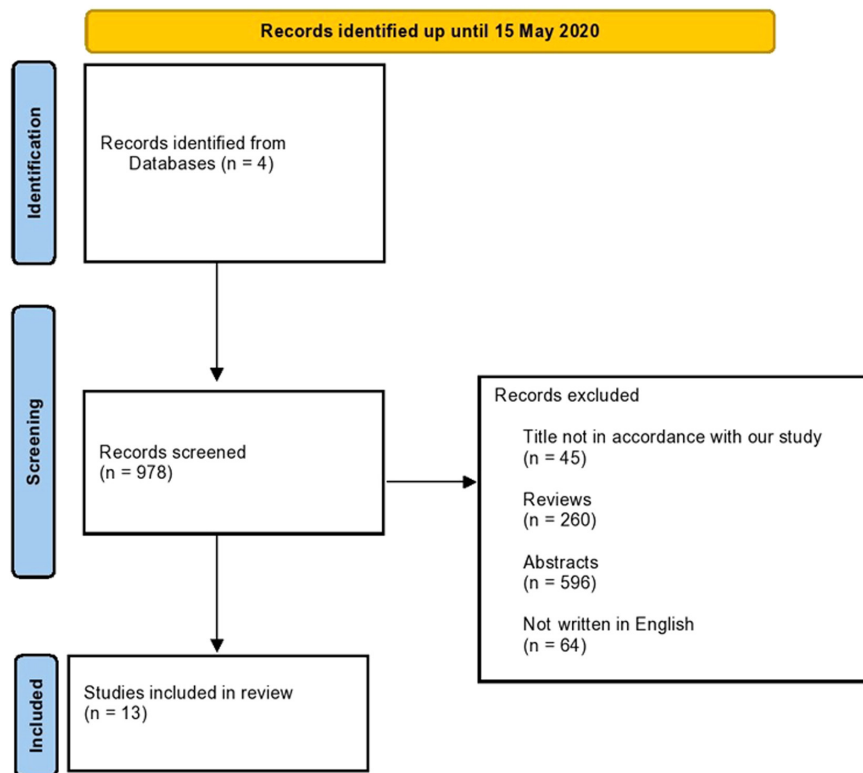 Records identified up until 15 May 2020
Identification
Records identified from
Databases (n = 4)
Screening
Records screened
(n = 978)
Records excluded
Title not in accordance with our study
(n = 45)
Reviews
(n = 260)
Abstracts
(n = 596)
Not written in English
(n = 64)
Included
Studies included in review
(n = 13)